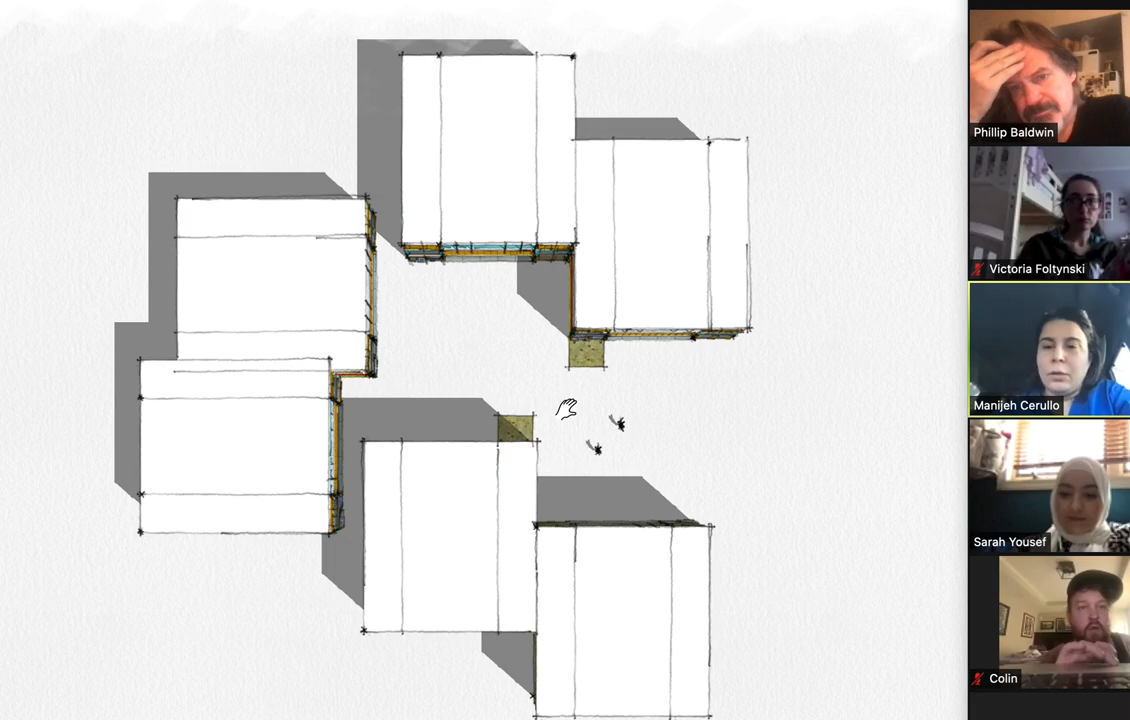 Phillip Baldwin
Victoria Foltynski
Manijeh Cerullo
Sarah Yousef
Colin